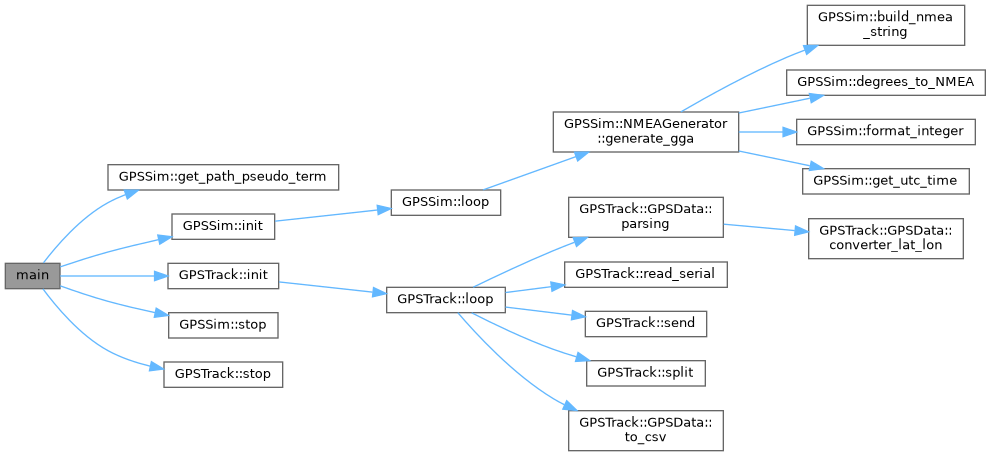 main
GPSSim::get_path_pseudo_term
GPSSim::init
GPSTrack::init
GPSSim::stop
GPSTrack::stop
GPSSim::loop
GPSTrack::loop
GPSSim::NMEAGenerator
::generate_gga
GPSTrack::GPSData::
parsing
GPSTrack::read_serial
GPSTrack::send
GPSTrack::split
GPSTrack::GPSData::
to_csv
GPSSim::build_nmea
_string
GPSSim::degrees_to_NMEA
GPSSim::format_integer
GPSSim::get_utc_time
GPSTrack::GPSData::
converter_lat_lon